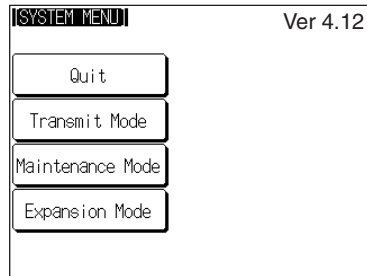 SYSTEM MENU
Ver 4.12
Quit
Transmit Mode
Maintenance Mode
Expansion Mode